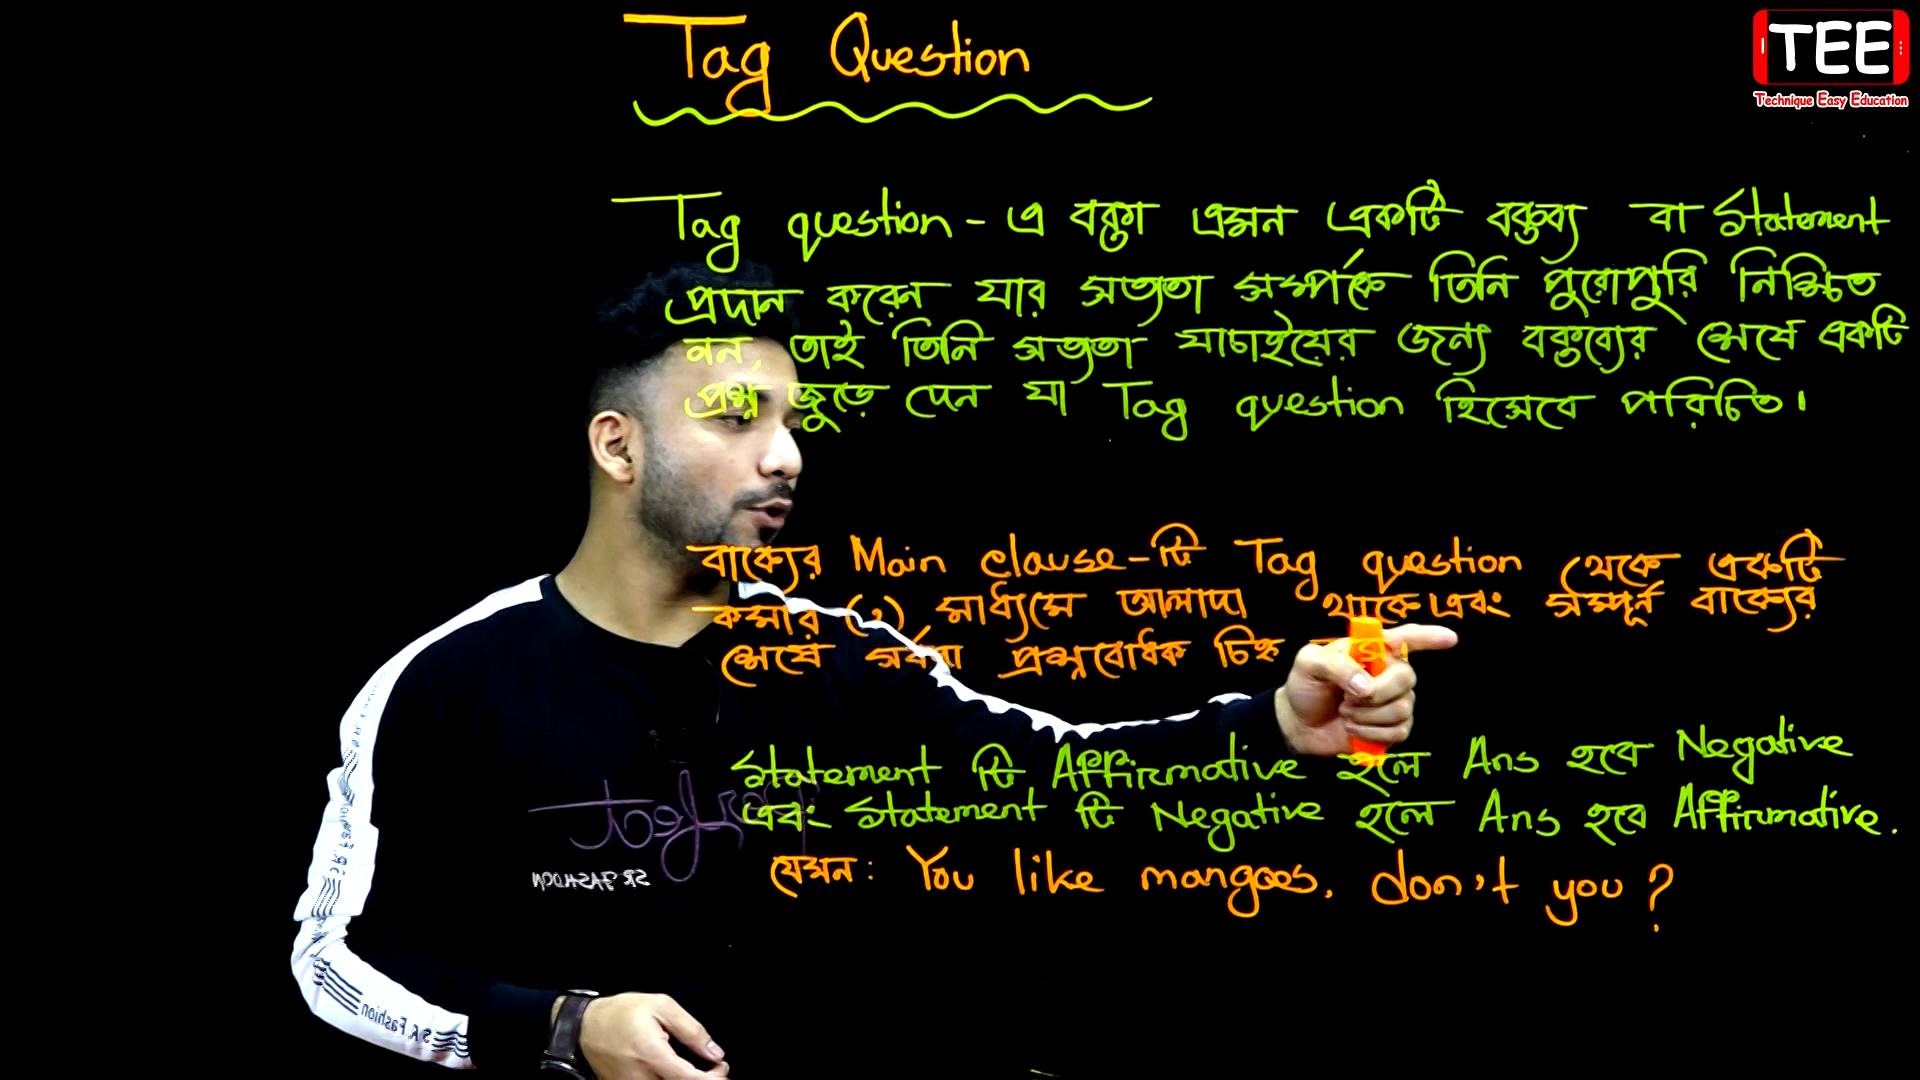 Tag Question
TEE
Technique Easy Education
Tag question - এ বক্তা এমন একটি বক্তব্য বা Statement
প্রদান করেন যার সত্যতা সম্পর্কে তিনি পুরোপুরি নিশ্চিত
নন, তাই তিনি সত্যতা যাচাইয়ের জন্য বক্তব্যের শেষে একটি
প্রশ্ন জুড়ে দেন যা Tag question হিসেবে পরিচিত।
বাক্যের Main clause-টি Tag question থেকে একটি
কমার (,) মাধ্যমে আলাদা থাকে এবং সম্পূর্ন বাক্যের
শেষে সর্বদা প্রশ্নবোধক চিহ্ন
Statement টি Affirmative হলে Ans হবে Negative
এবং Statement টি Negative হলে Ans হবে Affirmative.
যেমন: You like mangoes, don't you?
S.R Fashion
SR FASHION